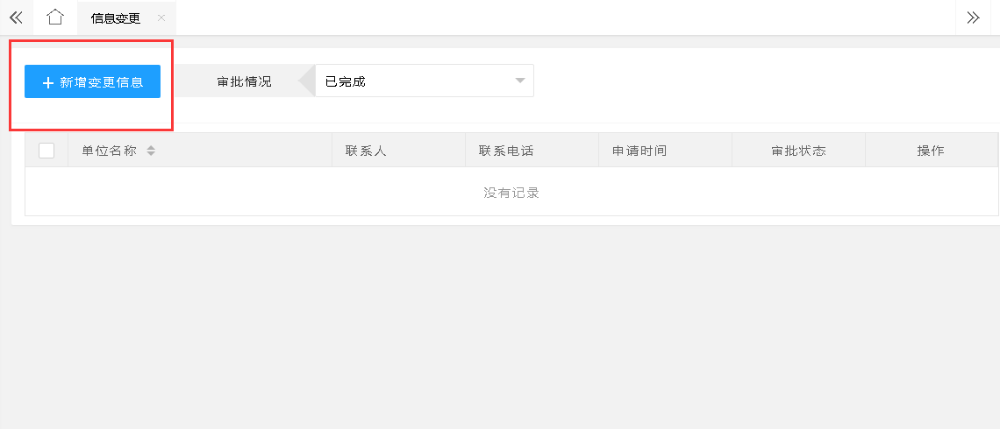 信息变更
新增变更信息 审批情况 已完成
单位名称 联系人 联系电话 申请时间 审批状态 操作
没有记录